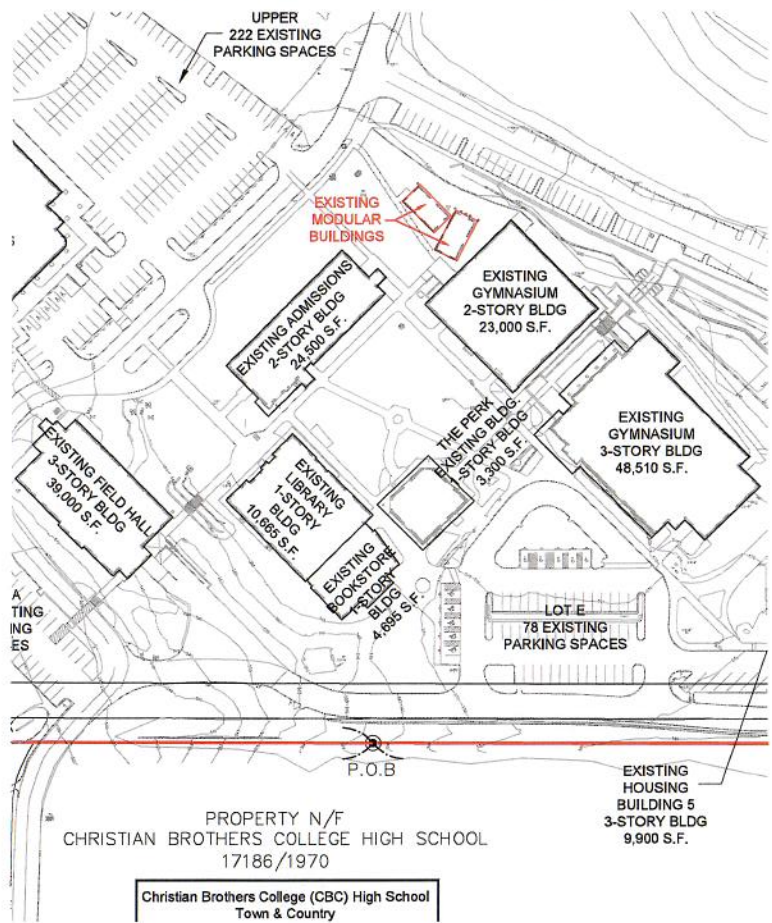 UPPER
222 EXISTING
PARKING SPACES
EXISTING
MODULAR
BUILDINGS
EXISTING
GYMNASIUM
2-STORY BLDG
23,000 S.F.
EXISTING ADMISSIONS
2-STORY BLDG
24,500 S.F.
THE PERK
EXISTING BLDG.
1-STORY BLDG
3,300 S.F.
EXISTING
GYMNASIUM
3-STORY BLDG
48,510 S.F.
EXISTING FIELD HALL
3-STORY BLDG
39,000 S.F.
EXISTING
LIBRARY
1-STORY
BLDG
10,665 S.F.
EXISTING
BOOKSTORE
1-STORY
BLDG
4,695 S.F.
A
TING
NG
ES
LOT E
78 EXISTING
PARKING SPACES
P.O.B
EXISTING
HOUSING
BUILDING 5
3-STORY BLDG
9,900 S.F.
PROPERTY N/F
CHRISTIAN BROTHERS COLLEGE HIGH SCHOOL
17186/1970
Christian Brothers College (CBC) High School
Town & Country